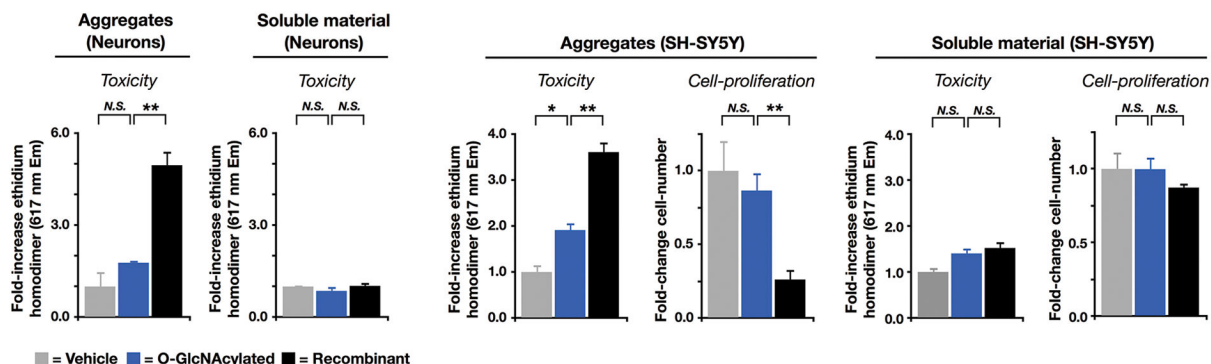 Aggregates
(Neurons)
Toxicity
N.S. **
Fold-increase ethidium
homodimer (617 nm Em)
6.0
4.0
2.0
0.0
Soluble material
(Neurons)
Toxicity
N.S. N.S.
Fold-increase ethidium
homodimer (617 nm Em)
6.0
3.0
0.0
Aggregates (SH-SY5Y)
Toxicity
* **
Fold-increase ethidium
homodimer (617 nm Em)
4.0
3.0
2.0
1.0
0.0
Cell-proliferation
N.S. **
Fold-change cell-number
1.0
0.5
0.0
Soluble material (SH-SY5Y)
Toxicity
N.S. N.S.
Fold-increase ethidium
homodimer (617 nm Em)
4.0
3.0
2.0
1.0
0.0
Cell-proliferation
N.S. N.S.
Fold-change cell-number
1.0
0.5
0.0
= Vehicle = O-GlcNAcylated = Recombinant